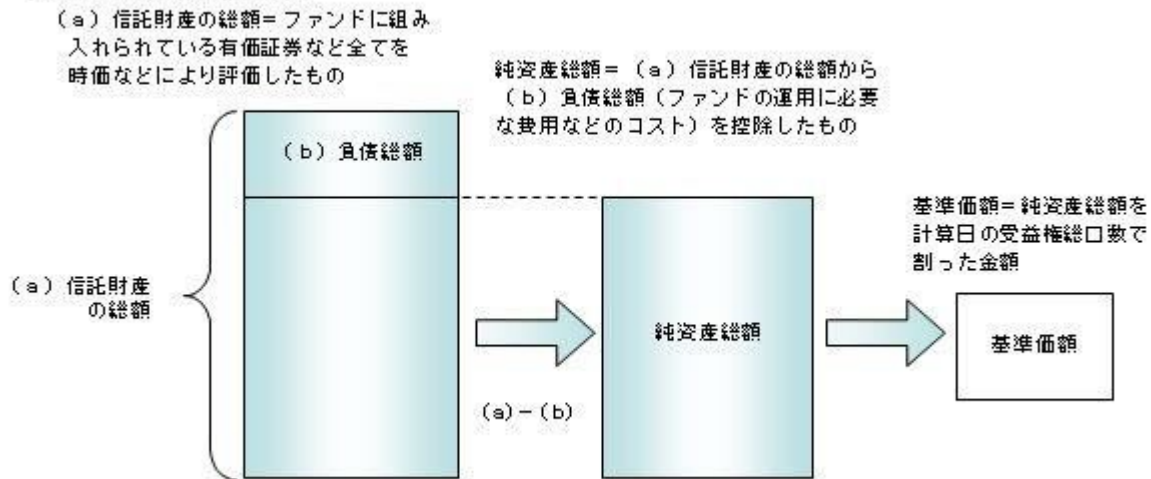 (a)信託財産の総額=ファンドに組み
入れられている有価証券など全てを
時価などにより評価したもの
純資産総額=(a)信託財産の総額から
(b)負債総額(ファンドの運用に必要
な費用などのコスト)を控除したもの
(b)負債総額
基準価額=純資産総額を
計算日の受益権総口数で
割った金額
(a)信託財産
の総額
純資産総額
基準価額
(a)-(b)